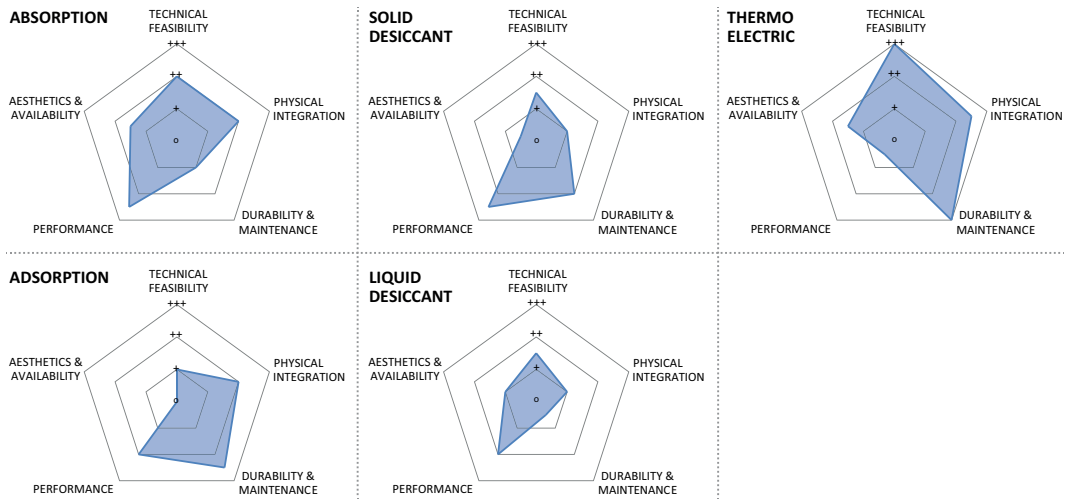 ABSORPTION
TECHNICAL
FEASIBILITY
+++
++
+
o
AESTHETICS &
AVAILABILITY
PHYSICAL
INTEGRATION
PERFORMANCE
DURABILITY &
MAINTENANCE
SOLID
DESICCANT
TECHNICAL
FEASIBILITY
+++
++
+
o
AESTHETICS &
AVAILABILITY
PHYSICAL
INTEGRATION
PERFORMANCE
DURABILITY &
MAINTENANCE
THERMO
ELECTRIC
TECHNICAL
FEASIBILITY
+++
++
+
o
AESTHETICS &
AVAILABILITY
PHYSICAL
INTEGRATION
PERFORMANCE
DURABILITY &
MAINTENANCE
ADSORPTION
TECHNICAL
FEASIBILITY
+++
++
+
o
AESTHETICS &
AVAILABILITY
PHYSICAL
INTEGRATION
PERFORMANCE
DURABILITY &
MAINTENANCE
LIQUID
DESICCANT
TECHNICAL
FEASIBILITY
+++
++
+
o
AESTHETICS &
AVAILABILITY
PHYSICAL
INTEGRATION
PERFORMANCE
DURABILITY &
MAINTENANCE